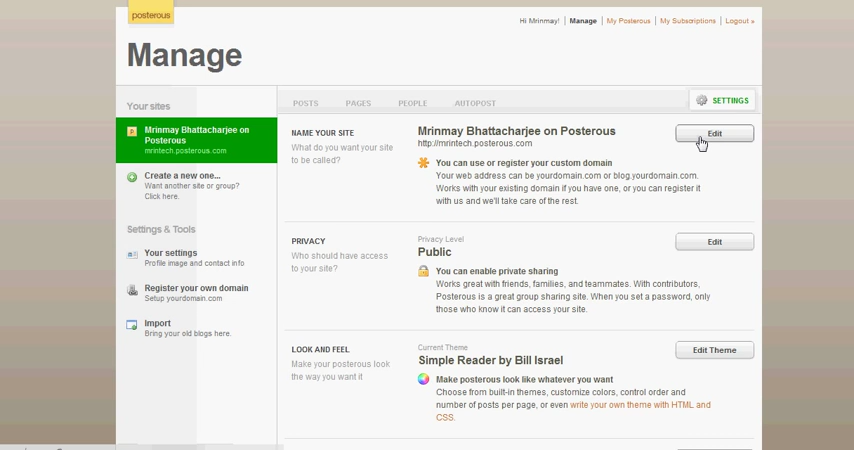 posterous
Hi Mrinmay! Manage My Posterous My Subscriptions Logout »
Manage
Your sites
Mrinmay Bhattacharjee on
Posterous
mrintech.posterous.com
Create a new one...
Want another site or group?
Click here.
Settings & Tools
Your settings
Profile image and contact info
Register your own domain
Setup yourdomain.com
Import
Bring your old blogs here.
POSTS PAGES PEOPLE AUTOPOST SETTINGS
NAME YOUR SITE
What do you want your site
to be called?
Mrinmay Bhattacharjee on Posterous
http://mrintech.posterous.com
Edit
You can use or register your custom domain
Your web address can be yourdomain.com or blog.yourdomain.com.
Works with your existing domain if you have one, or you can register it
with us and we'll take care of the rest.
PRIVACY
Who should have access
to your site?
Privacy Level
Public
Edit
You can enable private sharing
Works great with friends, families, and teammates. With contributors,
Posterous is a great group sharing site. When you set a password, only
those who know it can access your site.
LOOK AND FEEL
Make your posterous look
the way you want it
Current Theme
Simple Reader by Bill Israel
Edit Theme
Make posterous look like whatever you want
Choose from built-in themes, customize colors, control order and
number of posts per page, or even write your own theme with HTML and
CSS.